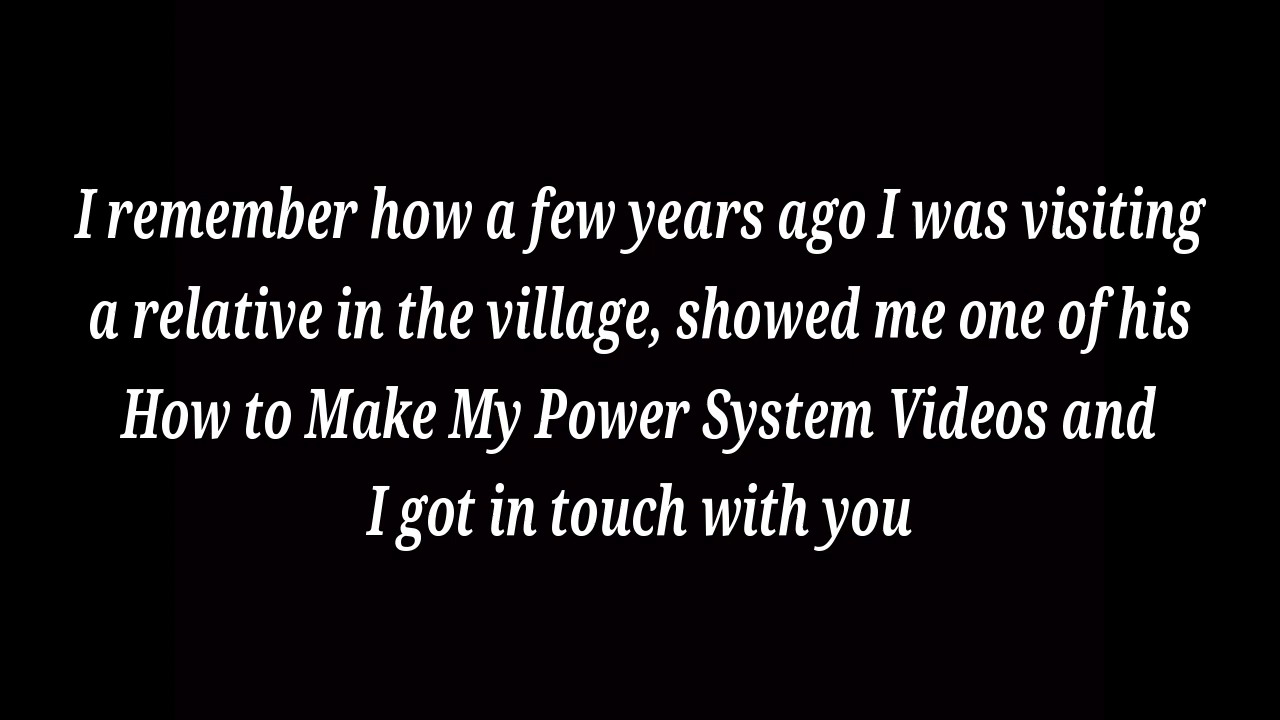 I remember how a few years ago I was visiting
a relative in the village, showed me one of his
How to Make My Power System Videos and
I got in touch with you